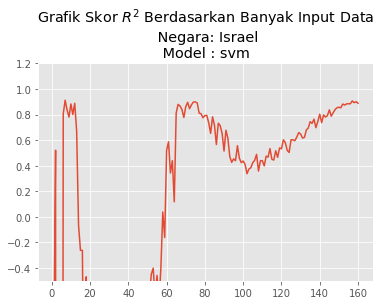 Grafik Skor R² Berdasarkan Banyak Input Data
Negara: Israel
Model : svm
1.2
1.0
0.8
0.6
0.4
0.2
0.0
−0.2
−0.4
0 20 40 60 80 100 120 140 160